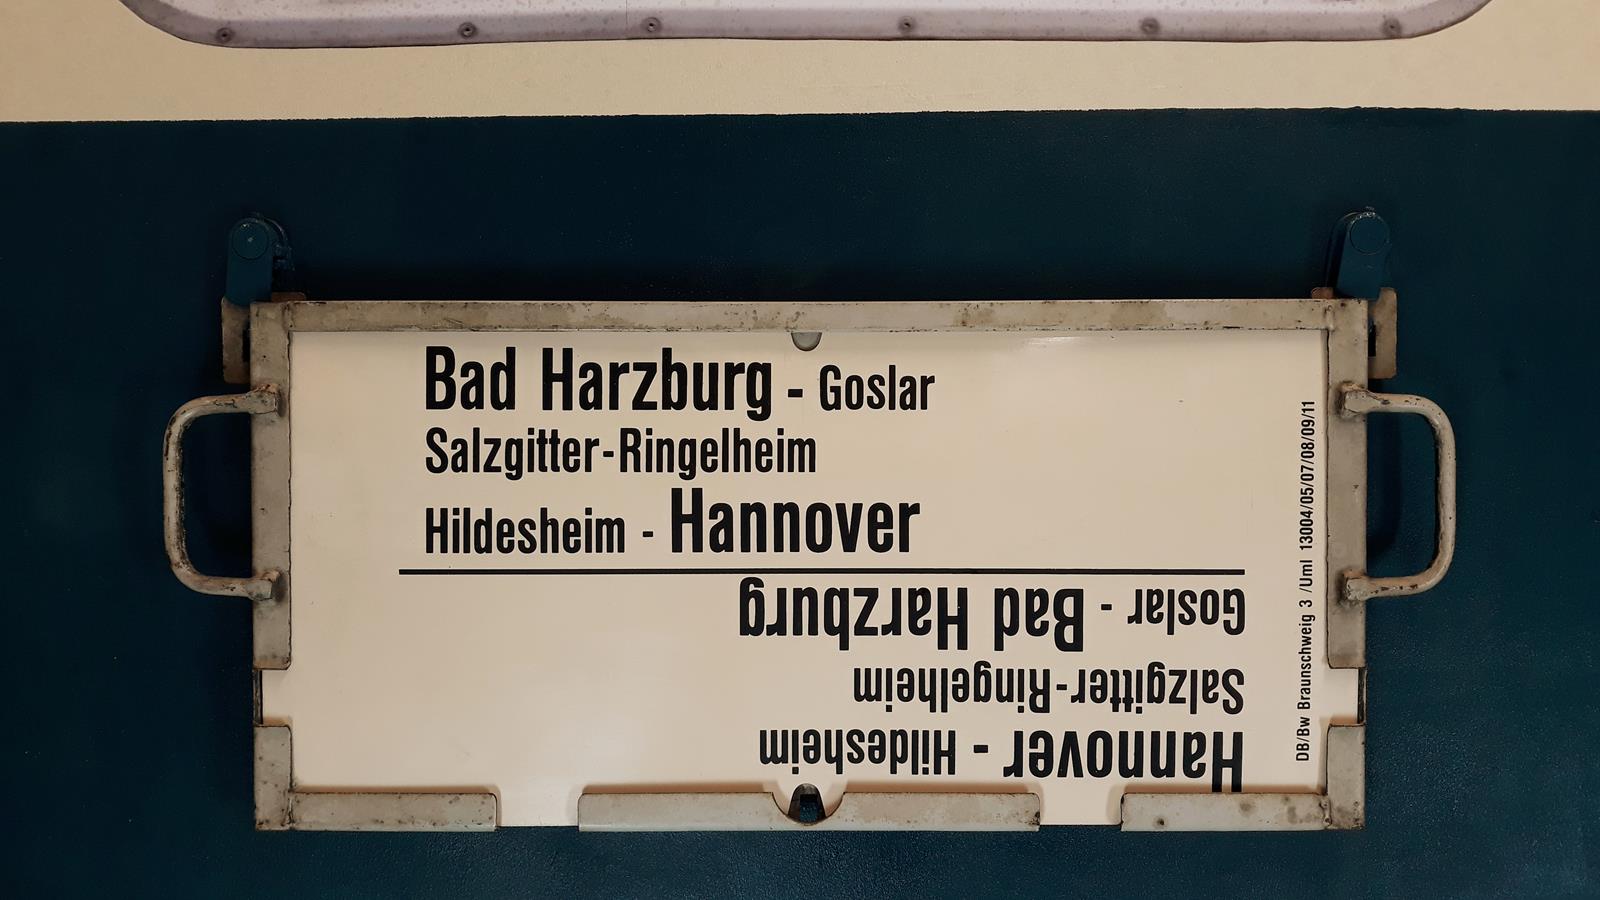 Bad Harzburg - Goslar
Salzgitter-Ringelheim
Hildesheim - Hannover
Hannover - Hildesheim
Salzgitter-Ringelheim
Goslar - Bad Harzburg
DB/Bw Braunschweig 3 /Uml 13004/05/07/08/09/11